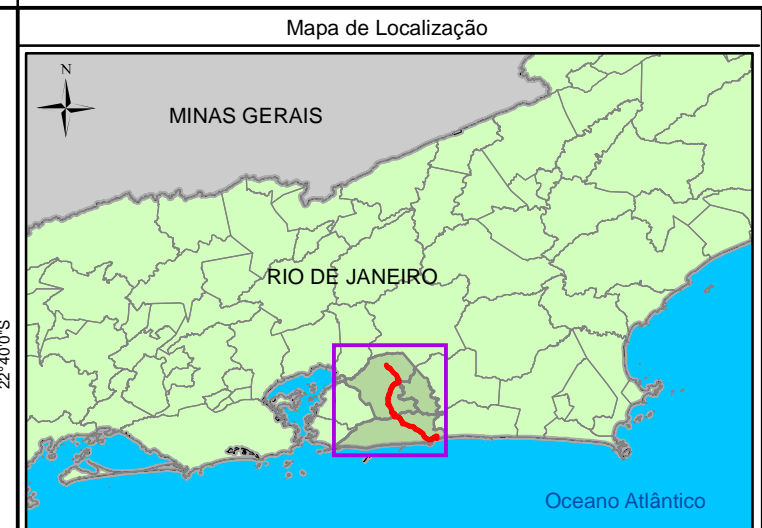 Mapa de Localização
N
MINAS GERAIS
RIO DE JANEIRO
22°40'0"S
Oceano Atlântico